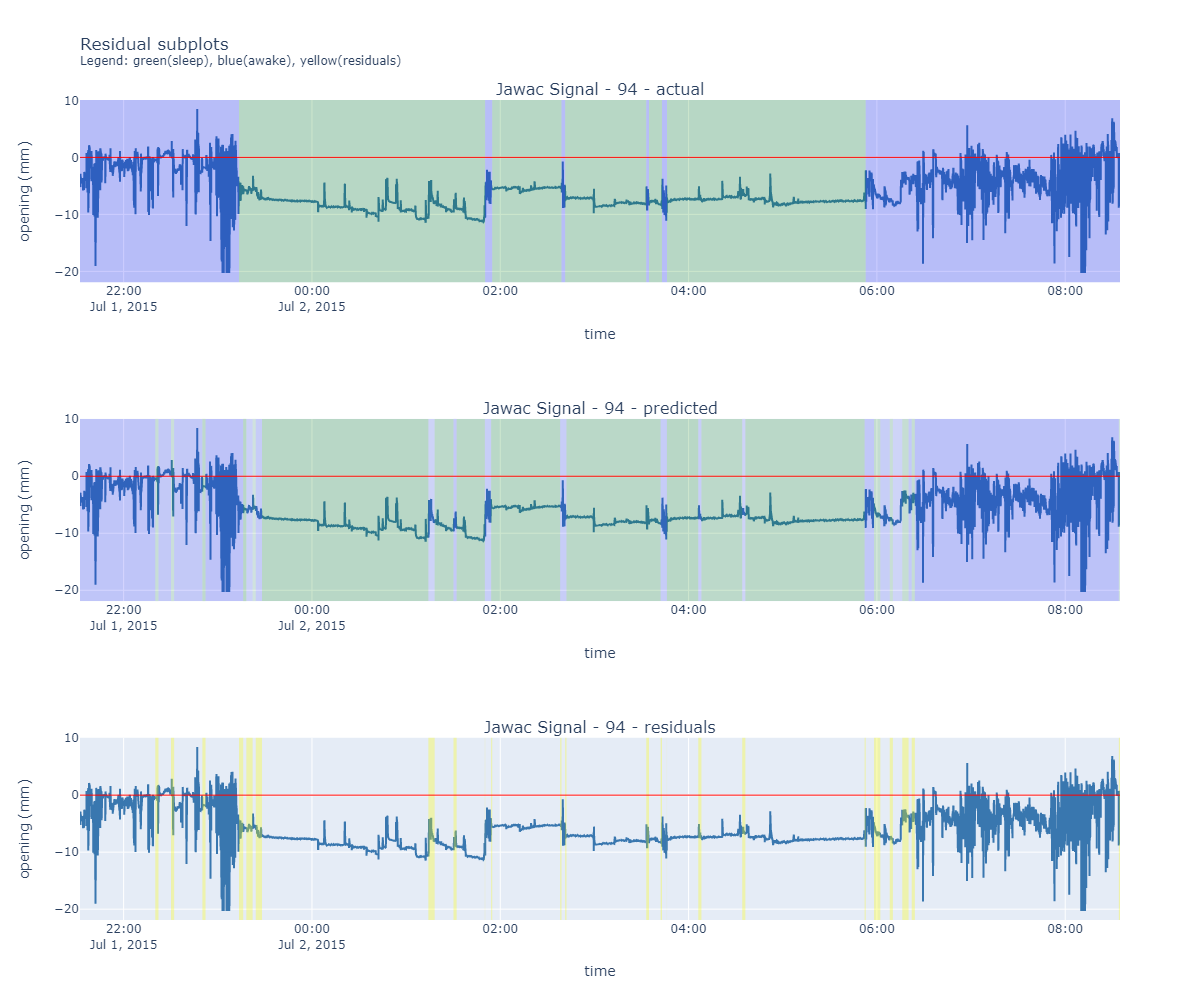 Residual subplots
Legend: green(sleep), blue(awake), yellow(residuals)
Jawac Signal - 94 - actual
opening (mm)
10
0
−10
−20
22:00
Jul 1, 2015
00:00
Jul 2, 2015
02:00
04:00
06:00
08:00
time
Jawac Signal - 94 - predicted
opening (mm)
10
0
−10
−20
22:00
Jul 1, 2015
00:00
Jul 2, 2015
02:00
04:00
06:00
08:00
time
Jawac Signal - 94 - residuals
opening (mm)
10
0
−10
−20
22:00
Jul 1, 2015
00:00
Jul 2, 2015
02:00
04:00
06:00
08:00
time